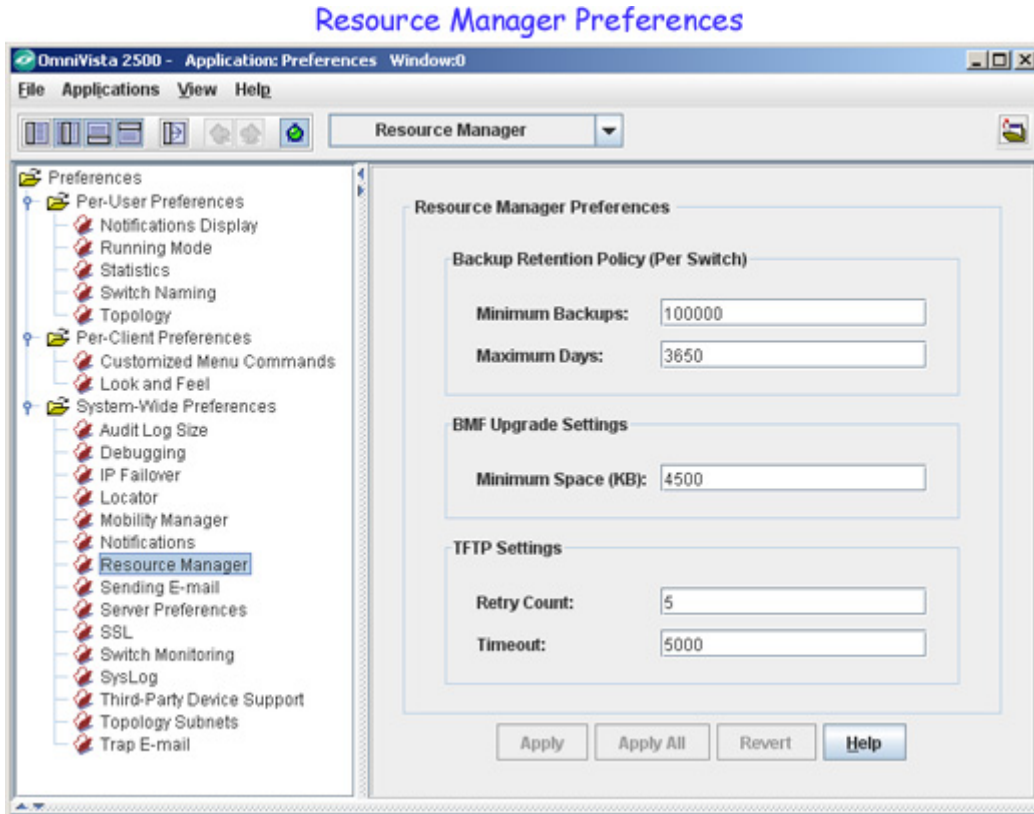 Resource Manager Preferences
OmniVista 2500 - Application: Preferences Window:0
File Applications View Help
Resource Manager
Preferences
Per-User Preferences
Notifications Display
Running Mode
Statistics
Switch Naming
Topology
Per-Client Preferences
Customized Menu Commands
Look and Feel
System-Wide Preferences
Audit Log Size
Debugging
IP Failover
Locator
Mobility Manager
Notifications
Resource Manager
Sending E-mail
Server Preferences
SSL
Switch Monitoring
SysLog
Third-Party Device Support
Topology Subnets
Trap E-mail
Resource Manager Preferences
Backup Retention Policy (Per Switch)
Minimum Backups: 100000
Maximum Days: 3650
BMF Upgrade Settings
Minimum Space (KB): 4500
TFTP Settings
Retry Count: 5
Timeout: 5000
Apply Apply All Revert Help